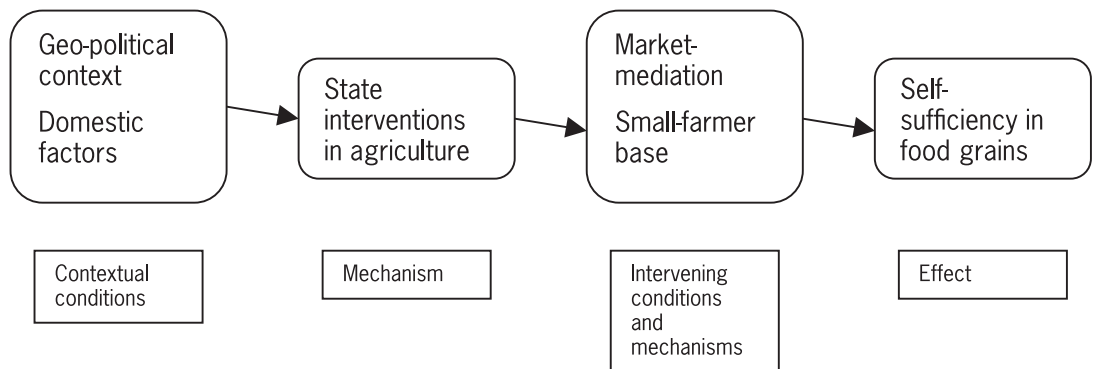 Geo-political
context
Domestic
factors
State
interventions
in agriculture
Market-
mediation
Small-farmer
base
Self-
sufficiency in
food grains
Contextual
conditions
Mechanism
Intervening
conditions
and
mechanisms
Effect